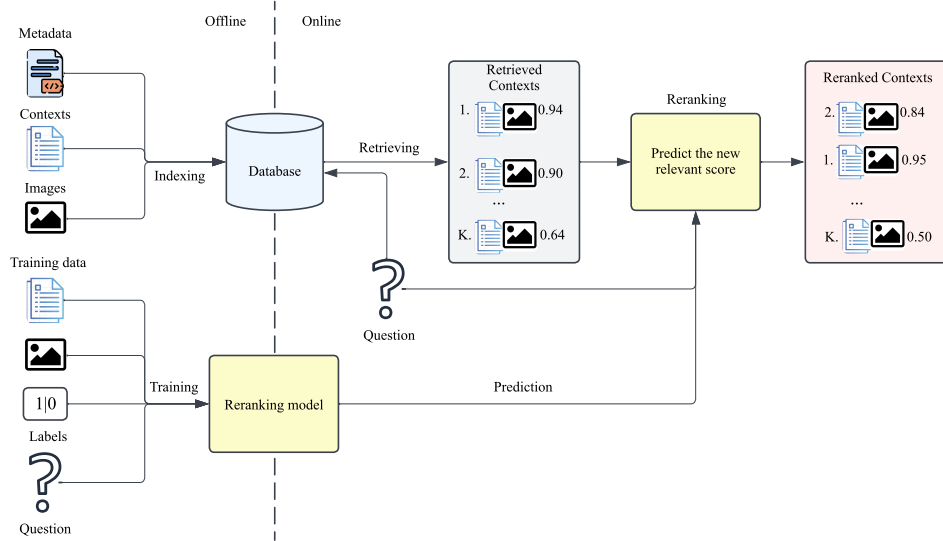 Offline
Online
Metadata
</>
Contexts
Images
Indexing
Database
Retrieving
Retrieved
Contexts
1. 0.94
2. 0.90
...
K. 0.64
Reranking
Predict the new
relevant score
Reranked Contexts
2. 0.84
1. 0.95
...
K. 0.50
?
Question
Training data
1|0
Labels
?
Question
Training
Reranking model
Prediction